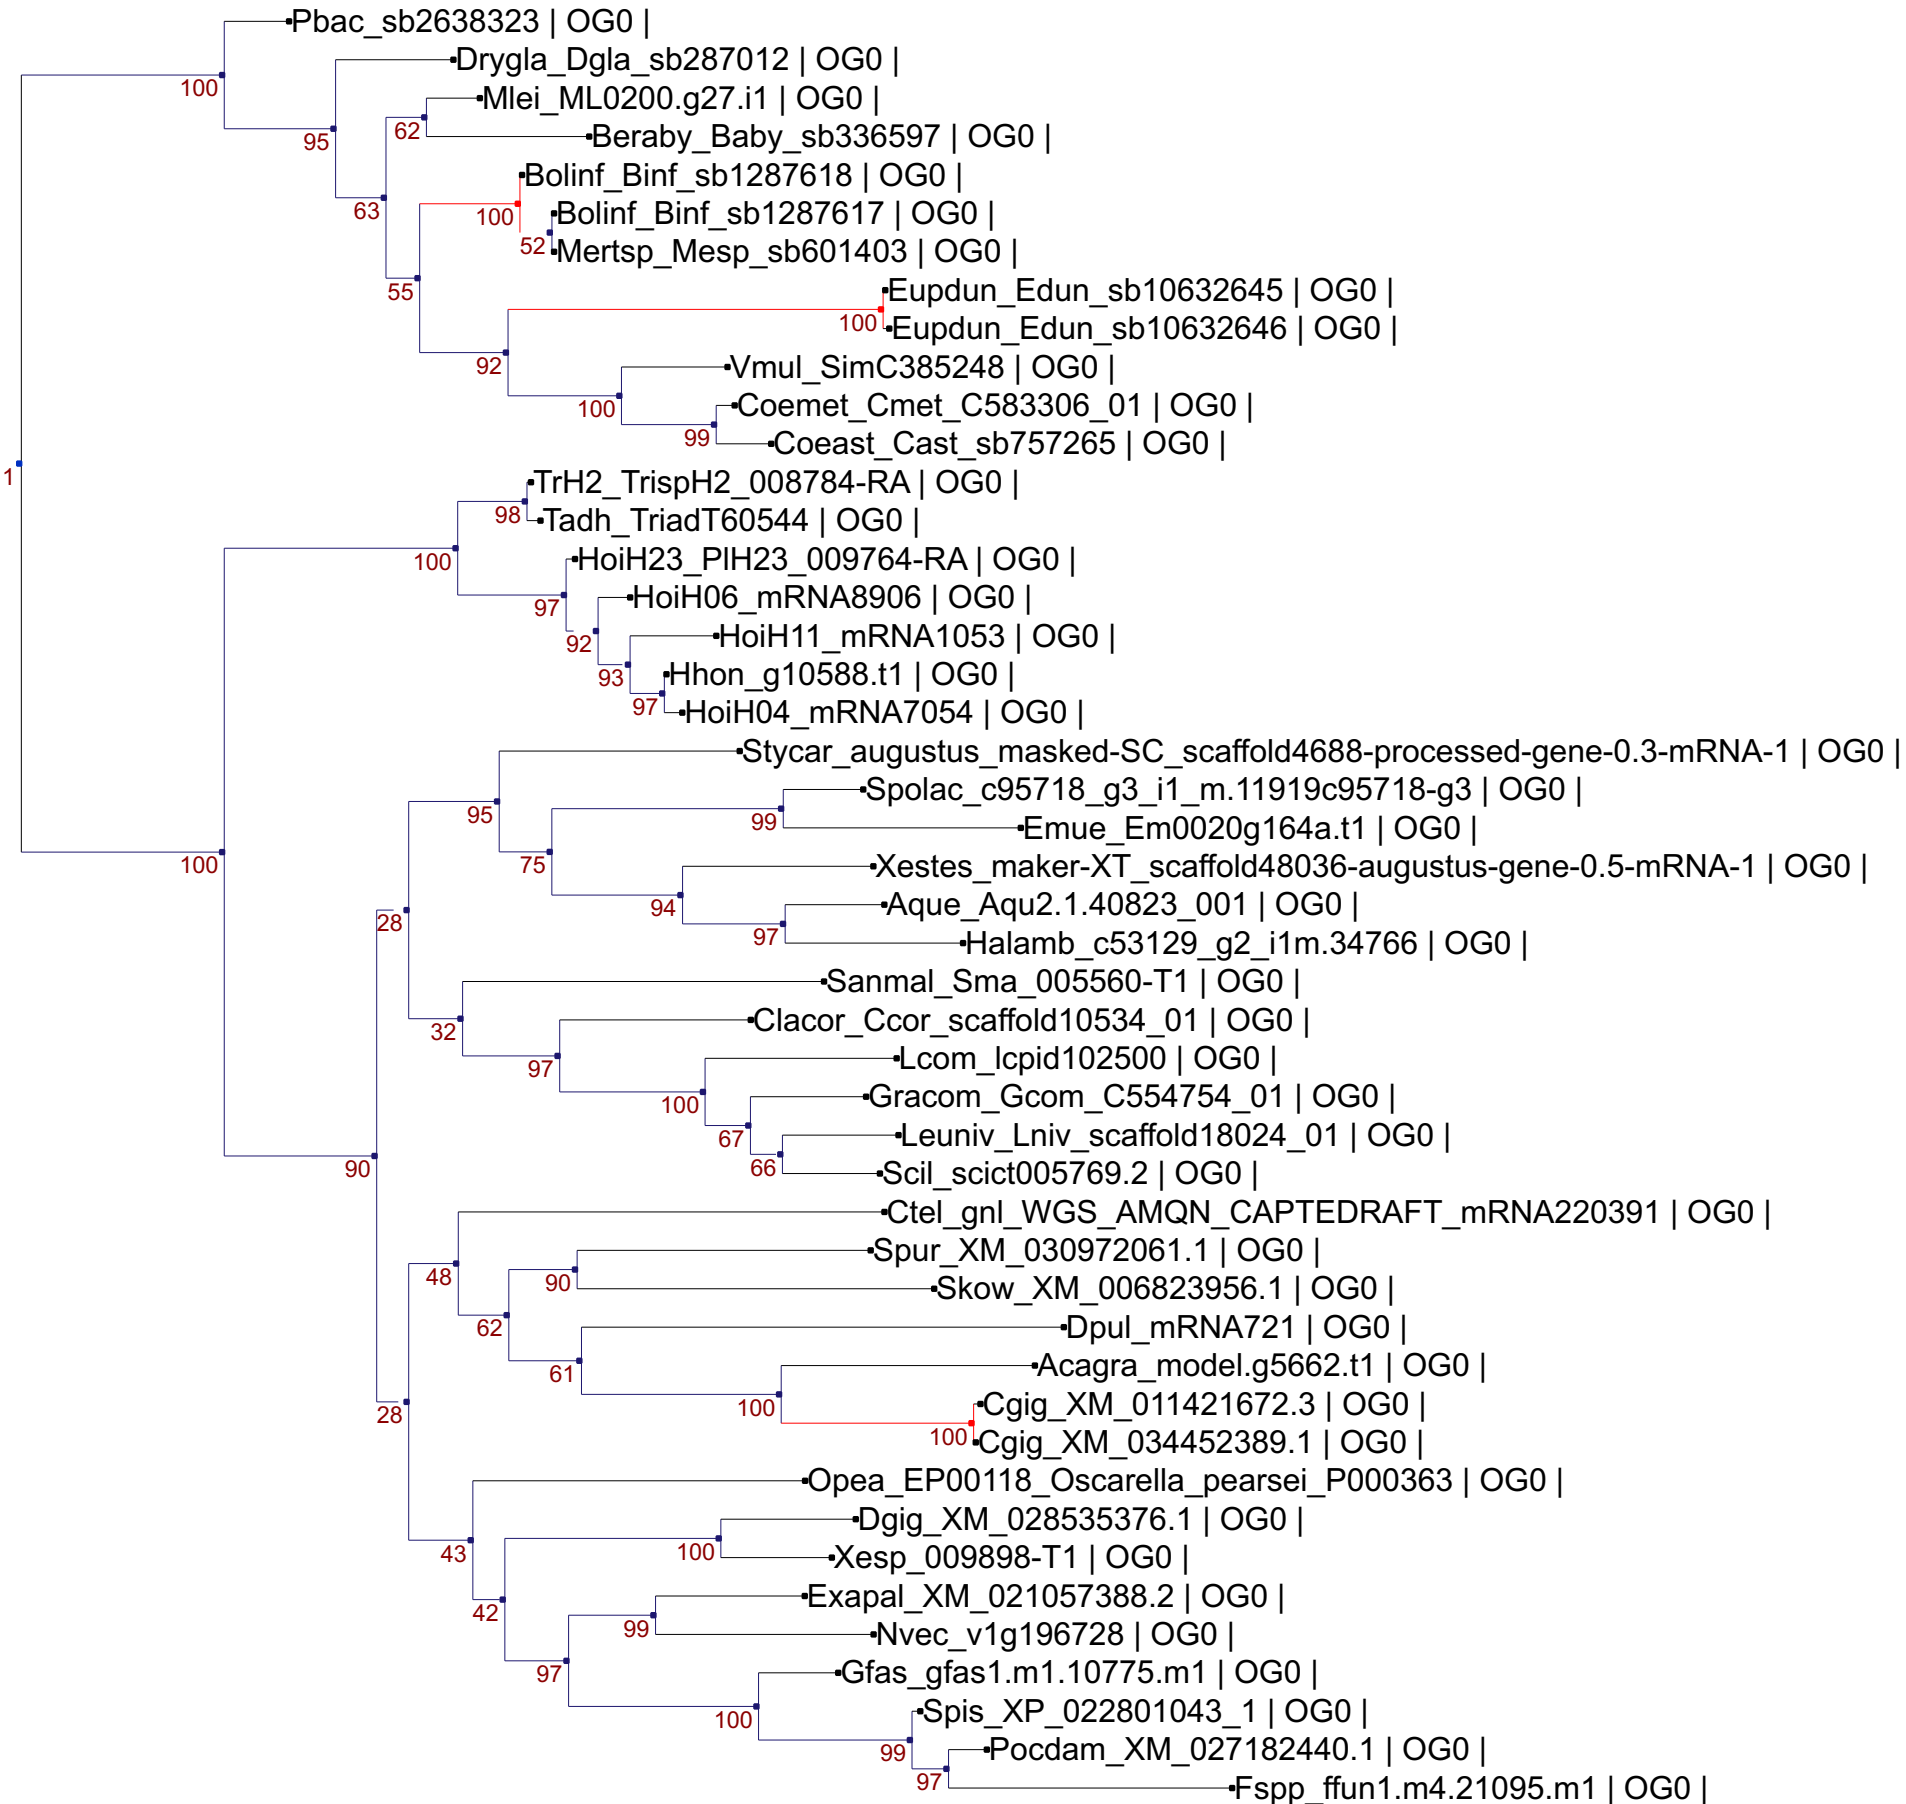 Pbac_sb2638323 | OG0 |
Drygla_Dgla_sb287012 | OG0 |
100
Mlei_ML0200.g27.i1 | OG0 |
62
95
Beraby_Baby_sb336597 | OG0 |
Bolinf_Binf_sb1287618 | OG0 |
63
100
Bolinf_Binf_sb1287617 | OG0 |
52
Mertsp_Mesp_sb601403 | OG0 |
55
Eupdun_Edun_sb10632645 | OG0 |
100
Eupdun_Edun_sb10632646 | OG0 |
92
Vmul_SimC385248 | OG0 |
100
Coemet_Cmet_C583306_01 | OG0 |
99
Coeast_Cast_sb757265 | OG0 |
1
TrH2_TrispH2_008784-RA | OG0 |
98
Tadh_TriadT60544 | OG0 |
100
HoiH23_PlH23_009764-RA | OG0 |
97
HoiH06_mRNA8906 | OG0 |
92
HoiH11_mRNA1053 | OG0 |
93
Hhon_g10588.t1 | OG0 |
97
HoiH04_mRNA7054 | OG0 |
Stycar_augustus_masked-SC_scaffold4688-processed-gene-0.3-mRNA-1 | OG0 |
95
Spolac_c95718_g3_i1_m.11919c95718-g3 | OG0 |
99
Emue_Em0020g164a.t1 | OG0 |
100
75
Xestes_maker-XT_scaffold48036-augustus-gene-0.5-mRNA-1 | OG0 |
94
Aque_Aqu2.1.40823_001 | OG0 |
28
97
Halamb_c53129_g2_i1m.34766 | OG0 |
Sanmal_Sma_005560-T1 | OG0 |
32
Clacor_Ccor_scaffold10534_01 | OG0 |
97
Lcom_lcpid102500 | OG0 |
100
Gracom_Gcom_C554754_01 | OG0 |
67
Leuniv_Lniv_scaffold18024_01 | OG0 |
90
66
Scil_scict005769.2 | OG0 |
Ctel_gnl_WGS_AMQN_CAPTEDRAFT_mRNA220391 | OG0 |
48
Spur_XM_030972061.1 | OG0 |
90
Skow_XM_006823956.1 | OG0 |
62
Dpul_mRNA721 | OG0 |
61
Acagra_model.g5662.t1 | OG0 |
28
100
Cgig_XM_011421672.3 | OG0 |
100
Cgig_XM_034452389.1 | OG0 |
Opea_EP00118_Oscarella_pearsei_P000363 | OG0 |
43
Dgig_XM_028535376.1 | OG0 |
100
Xesp_009898-T1 | OG0 |
42
Exapal_XM_021057388.2 | OG0 |
99
Nvec_v1g196728 | OG0 |
97
Gfas_gfas1.m1.10775.m1 | OG0 |
100
Spis_XP_022801043_1 | OG0 |
99
Pocdam_XM_027182440.1 | OG0 |
97
Fspp_ffun1.m4.21095.m1 | OG0 |